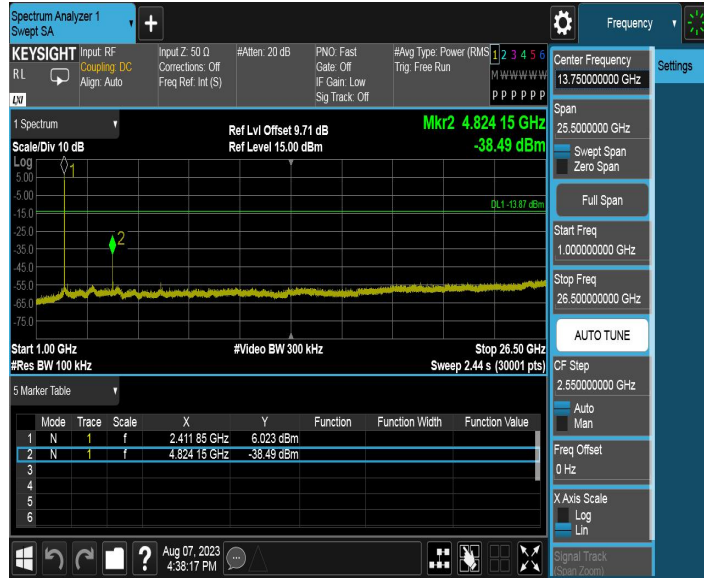 Spectrum Analyzer 1
Swept SA
Frequency
KEYSIGHT
RL
LXI
Input: RF
Coupling: DC
Align: Auto
Input Z: 50 Ω
Corrections: Off
Freq Ref: Int (S)
#Atten: 20 dB
PNO: Fast
Gate: Off
IF Gain: Low
Sig Track: Off
#Avg Type: Power (RMS
Trig: Free Run
1 2 3 4 5 6
M W W W W W
P P P P P P
1 Spectrum
Scale/Div 10 dB
Ref Lvl Offset 9.71 dB
Ref Level 15.00 dBm
Mkr2 4.824 15 GHz
-38.49 dBm
Log
5.00
-5.00
-15.0
-25.0
-35.0
-45.0
-55.0
-65.0
-75.0
1
2
DL1 -13.87 dBm
Start 1.00 GHz
#Res BW 100 kHz
#Video BW 300 kHz
Stop 26.50 GHz
Sweep 2.44 s (30001 pts)
5 Marker Table
Mode Trace Scale X Y Function Function Width Function Value
1 N 1 f 2.411 85 GHz 6.023 dBm
2 N 1 f 4.824 15 GHz -38.49 dBm
3
4
5
6
Aug 07, 2023
4:38:17 PM
Center Frequency
13.750000000 GHz
Settings
Span
25.5000000 GHz
Swept Span
Zero Span
Full Span
Start Freq
1.000000000 GHz
Stop Freq
26.500000000 GHz
AUTO TUNE
CF Step
2.550000000 GHz
Auto
Man
Freq Offset
0 Hz
X Axis Scale
Log
Lin
Signal Track
(Span Zoom)